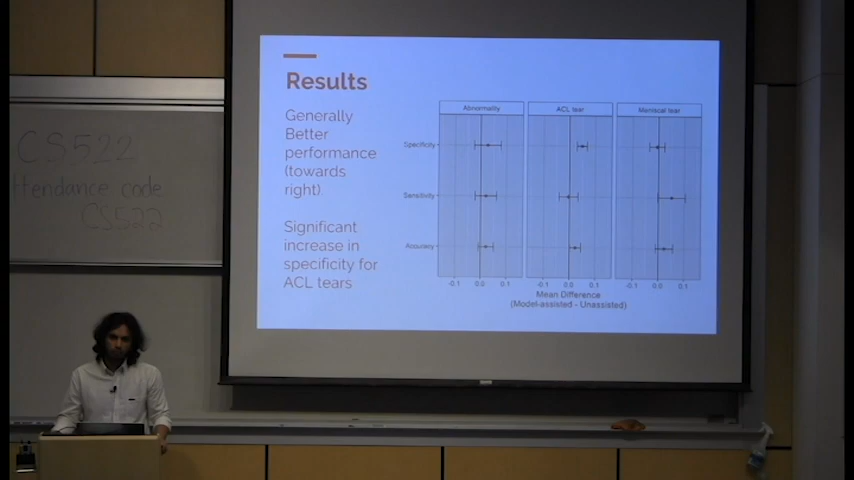 CS522
ttendance code
CS522
Results
Generally
Better
performance
(towards
right).
Significant
increase in
specificity for
ACL tears
Abnormality
ACL tear
Meniscal tear
Specificity
Sensitivity
Accuracy
-0.1 0.0 0.1 -0.1 0.0 0.1 -0.1 0.0 0.1
Mean Difference
(Model-assisted - Unassisted)